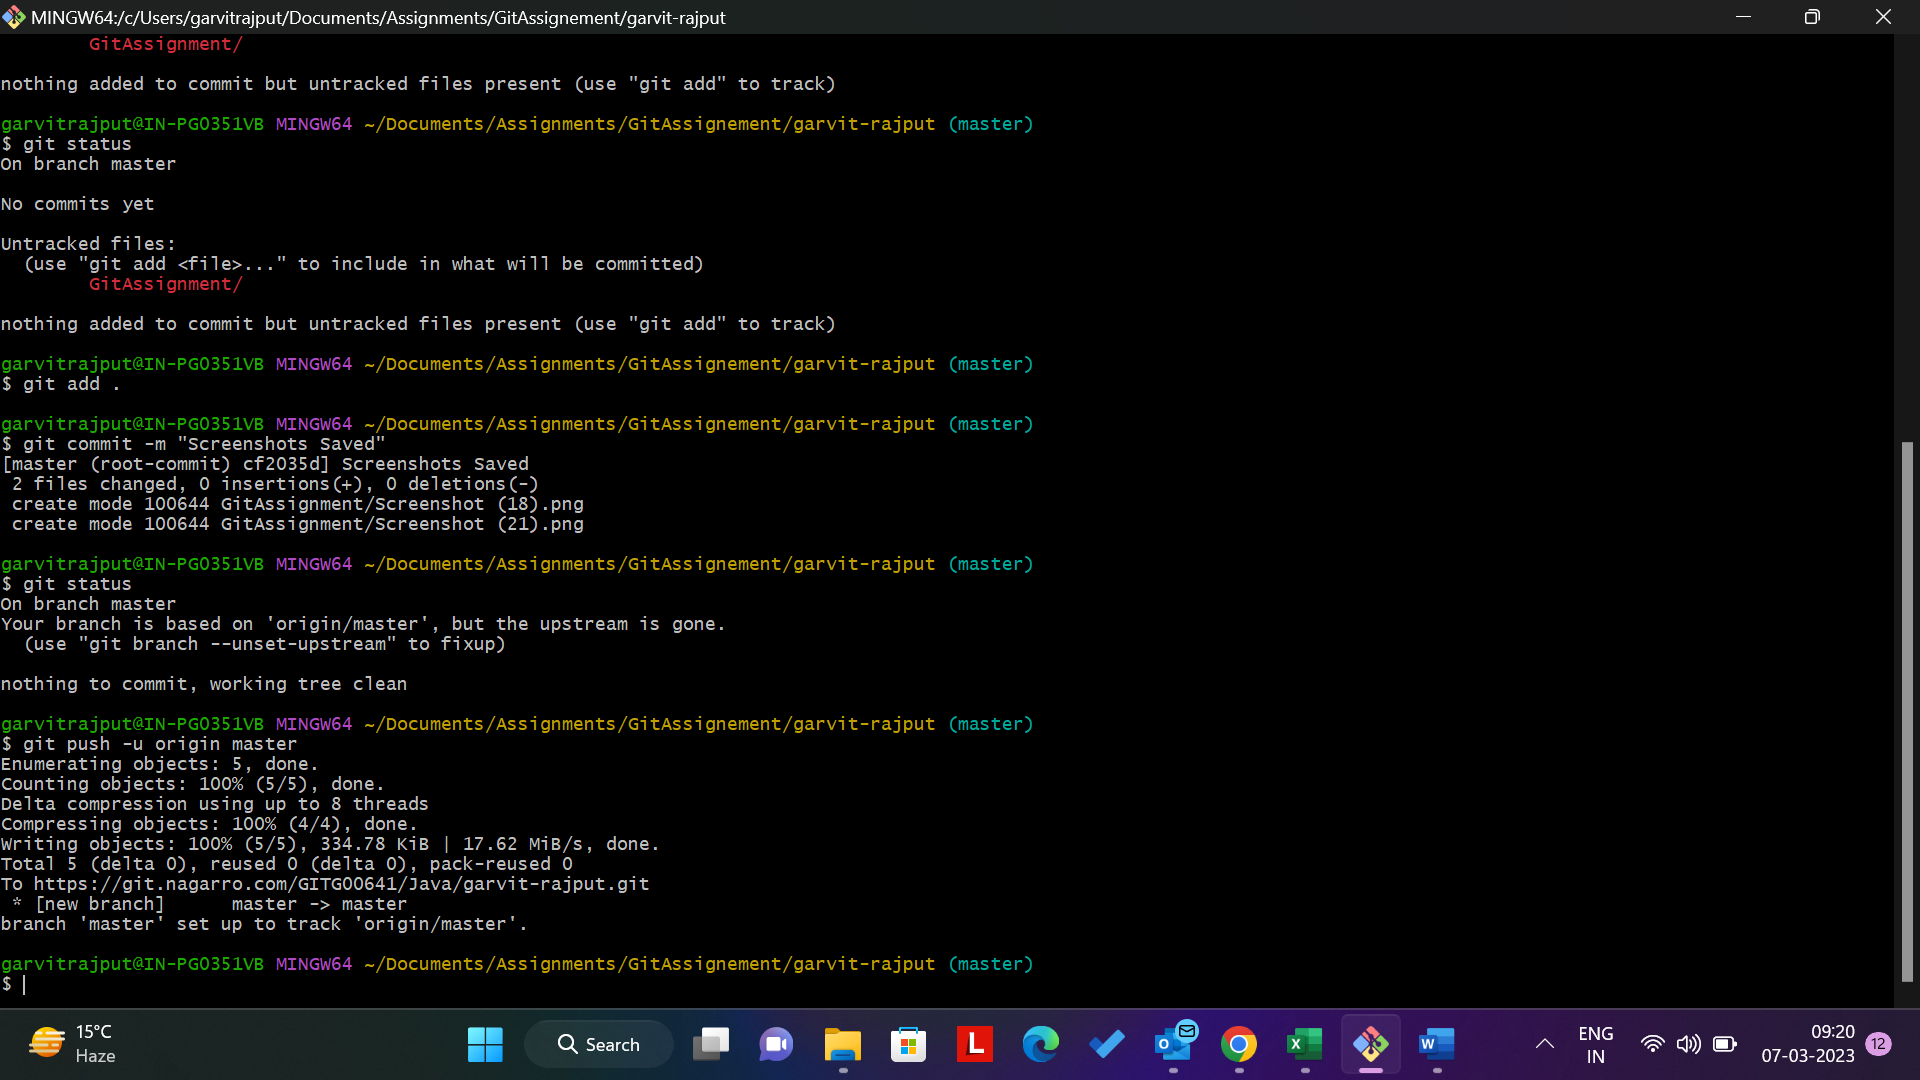 MINGW64:/c/Users/garvitrajput/Documents/Assignments/GitAssignement/garvit-rajput
GitAssignment/
nothing added to commit but untracked files present (use "git add" to track)
garvitrajput@IN-PG0351VB MINGW64 ~/Documents/Assignments/GitAssignement/garvit-rajput (master)
$ git status
On branch master
No commits yet
Untracked files:
(use "git add <file>..." to include in what will be committed)
GitAssignment/
nothing added to commit but untracked files present (use "git add" to track)
garvitrajput@IN-PG0351VB MINGW64 ~/Documents/Assignments/GitAssignement/garvit-rajput (master)
$ git add .
garvitrajput@IN-PG0351VB MINGW64 ~/Documents/Assignments/GitAssignement/garvit-rajput (master)
$ git commit -m "Screenshots Saved"
[master (root-commit) cf2035d] Screenshots Saved
2 files changed, 0 insertions(+), 0 deletions(-)
create mode 100644 GitAssignment/Screenshot (18).png
create mode 100644 GitAssignment/Screenshot (21).png
garvitrajput@IN-PG0351VB MINGW64 ~/Documents/Assignments/GitAssignement/garvit-rajput (master)
$ git status
On branch master
Your branch is based on 'origin/master', but the upstream is gone.
(use "git branch --unset-upstream" to fixup)
nothing to commit, working tree clean
garvitrajput@IN-PG0351VB MINGW64 ~/Documents/Assignments/GitAssignement/garvit-rajput (master)
$ git push -u origin master
Enumerating objects: 5, done.
Counting objects: 100% (5/5), done.
Delta compression using up to 8 threads
Compressing objects: 100% (4/4), done.
Writing objects: 100% (5/5), 334.78 KiB | 17.62 MiB/s, done.
Total 5 (delta 0), reused 0 (delta 0), pack-reused 0
To https://git.nagarro.com/GITG00641/Java/garvit-rajput.git
* [new branch]      master -> master
branch 'master' set up to track 'origin/master'.
garvitrajput@IN-PG0351VB MINGW64 ~/Documents/Assignments/GitAssignement/garvit-rajput (master)
$
15°C
Haze
Search
L
O
X
W
ENG
IN
09:20
07-03-2023
12